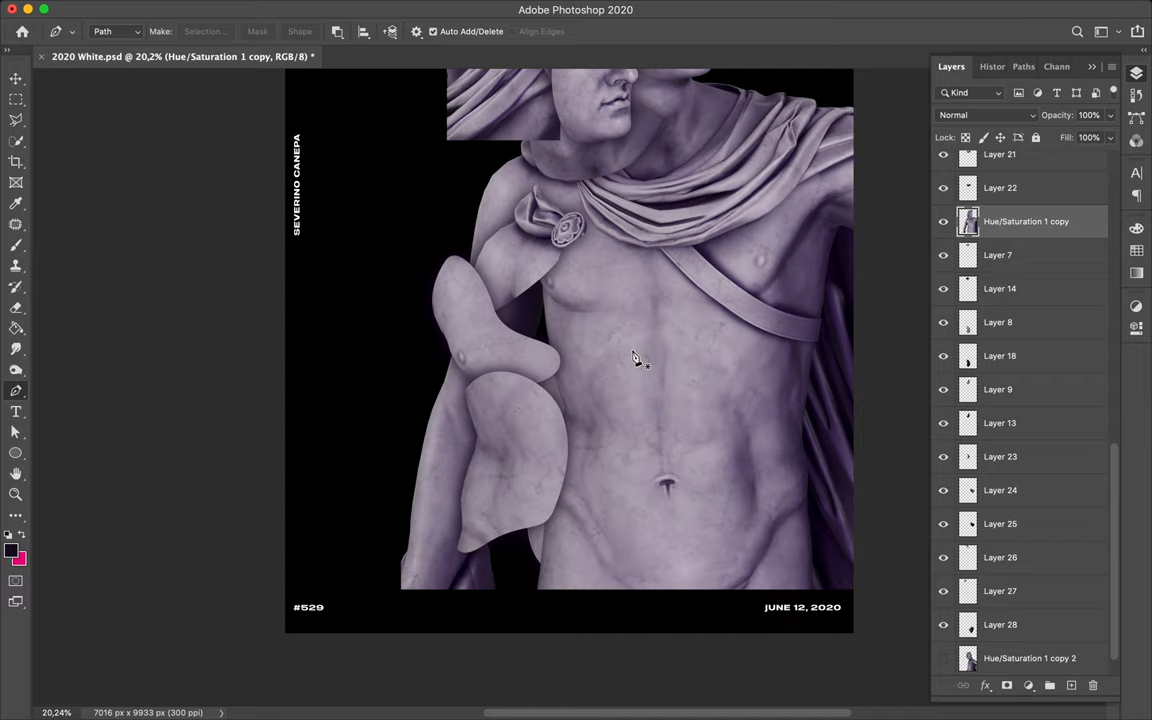 Adobe Photoshop 2020
Path
Make:
Selection...
Mask
Shape
Auto Add/Delete
Align Edges
2020 White.psd @ 20,2% (Hue/Saturation 1 copy, RGB/8) *
Layers
Histor
Paths
Chann
Kind
Normal
Opacity: 100%
Lock:
Fill: 100%
Layer 21
Layer 22
Hue/Saturation 1 copy
Layer 7
Layer 14
Layer 8
Layer 18
Layer 9
Layer 13
Layer 23
Layer 24
Layer 25
Layer 26
Layer 27
Layer 28
Hue/Saturation 1 copy 2
SEVERINO CANEPA
#529
JUNE 12, 2020
20,24%
7016 px x 9933 px (300 ppi)